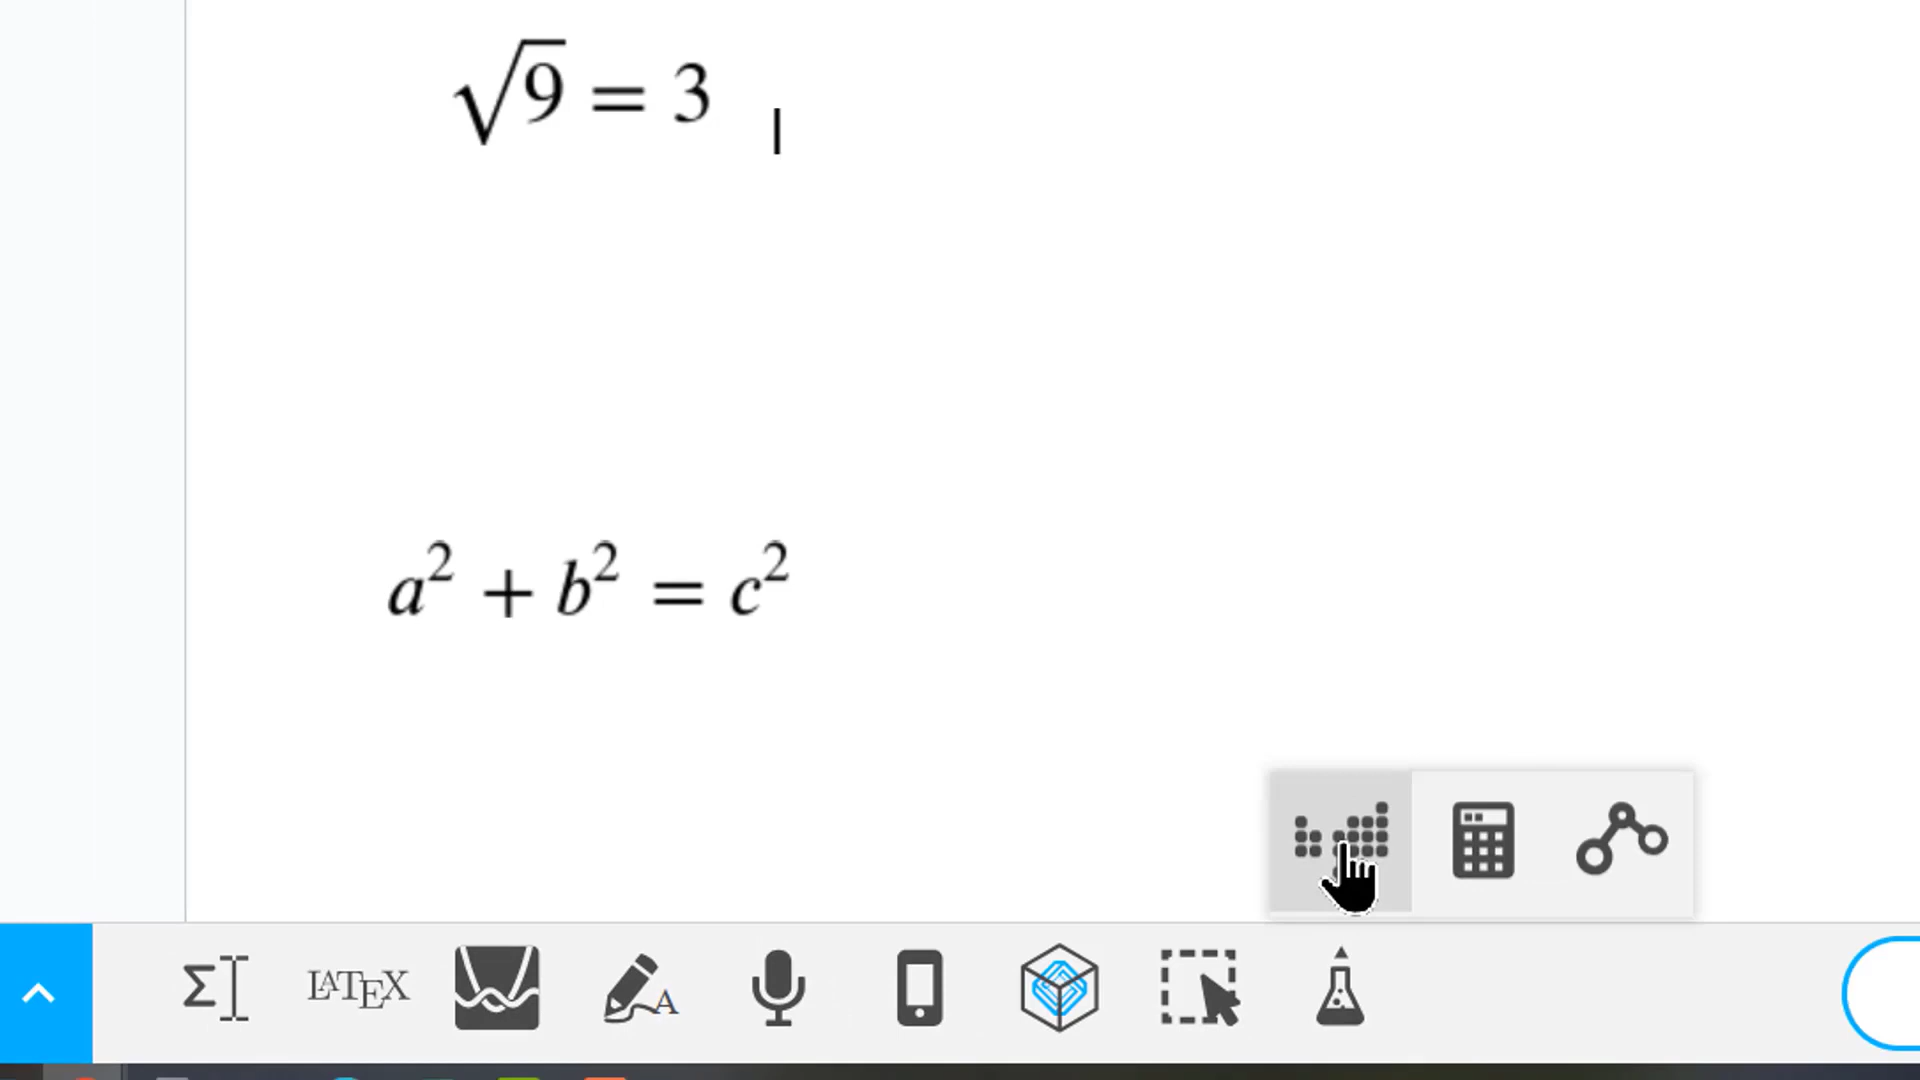 √9 = 3
a² + b² = c²
Σ LATEX A